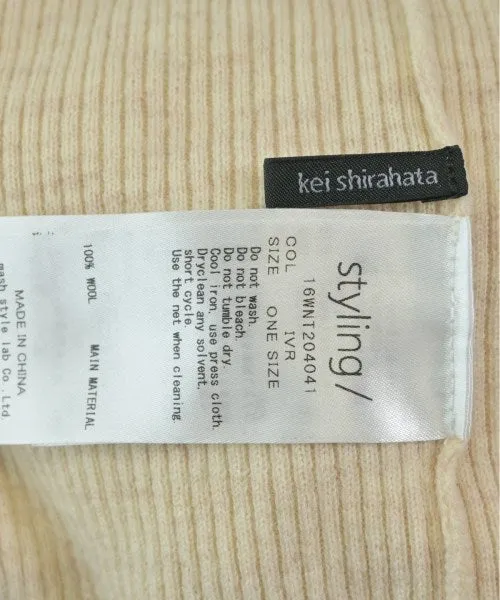 kei shirahata
styling/
16WNT204041
COL IVR
SIZE ONE SIZE
Do not wash.
Do not bleach.
Do not tumble dry.
Cool iron, use press cloth.
Dryclean any solvent,
short cycle.
Use the net when cleaning
MAIN MATERIAL
100% WOOL
MADE IN CHINA
mash style lab Co.,Ltd.